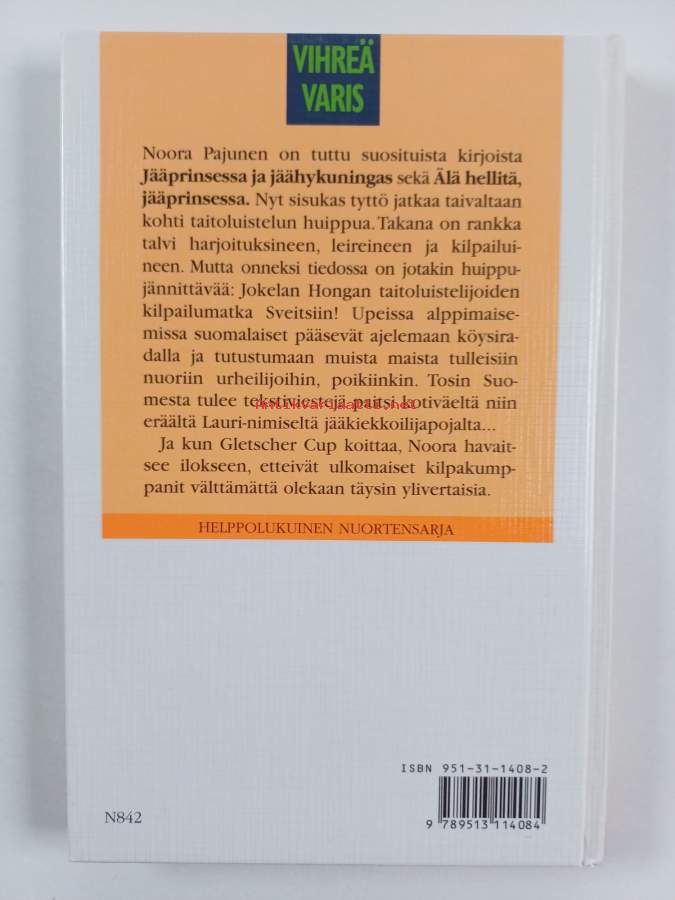 VIHREÄ
VARIS
Noora Pajunen on tuttu suosituista kirjoista
Jääprinsessa ja jäähykuningas sekä Älä hellitä,
jääprinsessa. Nyt sisukas tyttö jatkaa taivaltaan
kohti taitoluistelun huippua. Takana on rankka
talvi harjoituksineen, leireineen ja kilpailui-
neen. Mutta onneksi tiedossa on jotakin huippu-
jännittävää: Jokelan Hongan taitoluistelijoiden
kilpailumatka Sveitsiin! Upeissa alppimaise-
missa suomalaiset pääsevät ajelemaan köysira-
dalla ja tutustumaan muista maista tulleisiin
nuoriin urheilijoihin, poikiinkin. Tosin Suo-
mesta tulee tekstiviestejä paitsi kotiväeltä niin
antikvariaatti.net
eräältä Lauri-nimiseltä jääkiekkoilijapojalta...
Ja kun Gletscher Cup koittaa, Noora havait-
see ilokseen, etteivät ulkomaiset kilpakump-
panit välttämättä olekaan täysin ylivertaisia.
HELPPOLUKUINEN NUORTENSARJA
ISBN 951-31-1408-2
9 789513 114084
N842